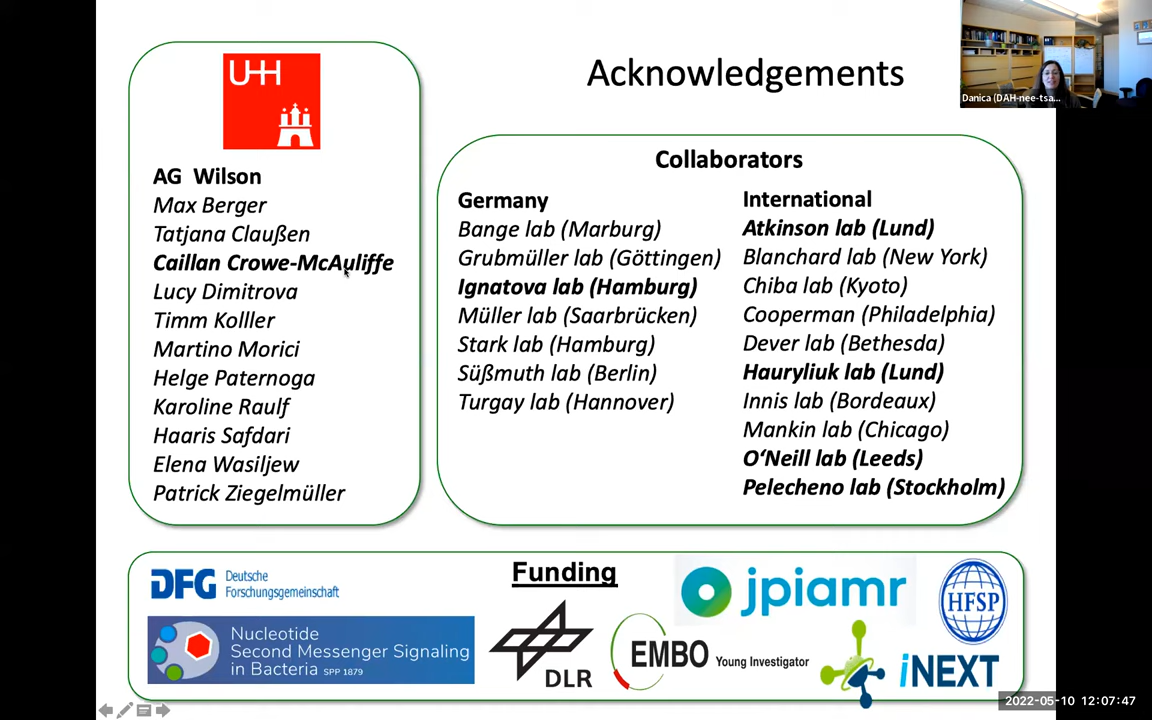 UHH
Acknowledgements
Danica (DAH-nee-tsa...
AG Wilson
Max Berger
Tatjana Claußen
Caillan Crowe-McAuliffe
Lucy Dimitrova
Timm Kolller
Martino Morici
Helge Paternoga
Karoline Raulf
Haaris Safdari
Elena Wasiljew
Patrick Ziegelmüller
Collaborators
Germany
Bange lab (Marburg)
Grubmüller lab (Göttingen)
Ignatova lab (Hamburg)
Müller lab (Saarbrücken)
Stark lab (Hamburg)
Süßmuth lab (Berlin)
Turgay lab (Hannover)
International
Atkinson lab (Lund)
Blanchard lab (New York)
Chiba lab (Kyoto)
Cooperman (Philadelphia)
Dever lab (Bethesda)
Hauryliuk lab (Lund)
Innis lab (Bordeaux)
Mankin lab (Chicago)
O‘Neill lab (Leeds)
Pelecheno lab (Stockholm)
Funding
DFG Deutsche
Forschungsgemeinschaft
Nucleotide
Second Messenger Signaling
in Bacteria SPP 1879
DLR
EMBO Young Investigator
jpiamr
HFSP
iNEXT
2022-05-10 12:07:47